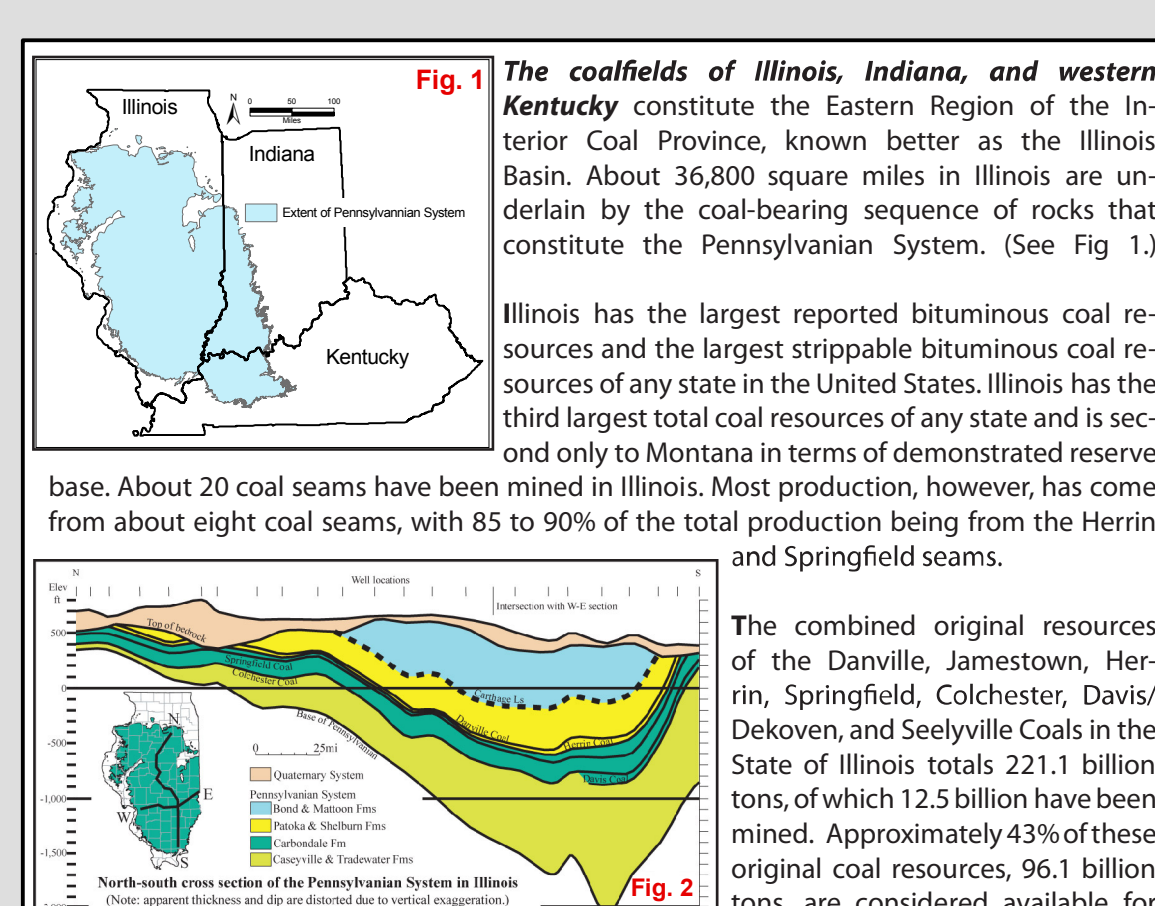 Fig. 1
Illinois
N
0 50 100
Miles
Indiana
Extent of Pennsylvannian System
Kentucky
The coalfields of Illinois, Indiana, and western
Kentucky constitute the Eastern Region of the In-
terior Coal Province, known better as the Illinois
Basin. About 36,800 square miles in Illinois are un-
derlain by the coal-bearing sequence of rocks that
constitute the Pennsylvanian System. (See Fig 1.)
Illinois has the largest reported bituminous coal re-
sources and the largest strippable bituminous coal re-
sources of any state in the United States. Illinois has the
third largest total coal resources of any state and is sec-
ond only to Montana in terms of demonstrated reserve
base. About 20 coal seams have been mined in Illinois. Most production, however, has come
from about eight coal seams, with 85 to 90% of the total production being from the Herrin
and Springfield seams.
N
S
Elev
ft
Well locations
Intersection with W-E section
500
0
-500
-1,000
-1,500
Top of bedrock
Springfield Coal
Colchester Coal
Base of Pennsylvanian
Carthage Ls
Danville Coal
Herrin Coal
Davis Coal
N
E
W
S
0 25mi
Quaternary System
Pennsylvanian System
Bond & Mattoon Fms
Patoka & Shelburn Fms
Carbondale Fm
Caseyville & Tradewater Fms
North-south cross section of the Pennsylvanian System in Illinois
(Note: apparent thickness and dip are distorted due to vertical exaggeration.)
Fig. 2
The combined original resources
of the Danville, Jamestown, Her-
rin, Springfield, Colchester, Davis/
Dekoven, and Seelyville Coals in the
State of Illinois totals 221.1 billion
tons, of which 12.5 billion have been
mined. Approximately 43% of these
original coal resources, 96.1 billion
tons, are considered available for